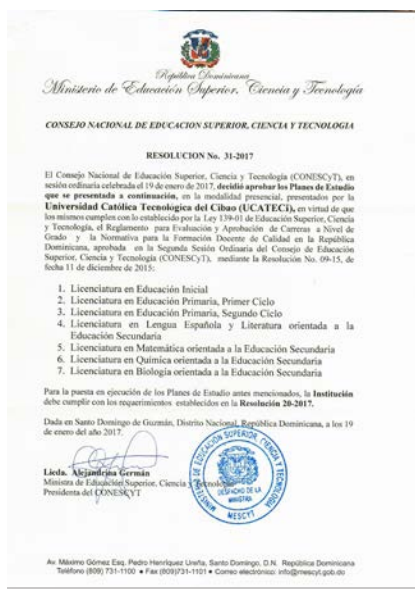 República Dominicana
Ministerio de Educación Superior, Ciencia y Tecnología
CONSEJO NACIONAL DE EDUCACION SUPERIOR, CIENCIA Y TECNOLOGIA
RESOLUCION No. 31-2017
El Consejo Nacional de Educación Superior, Ciencia y Tecnología (CONESCyT), en
sesión ordinaria celebrada el 19 de enero de 2017, decidió aprobar los Planes de Estudio
que se presentada a continuación, en la modalidad presencial, presentados por la
Universidad Católica Tecnológica del Cibao (UCATECi), en virtud de que
los mismos cumplen con lo establecido por la Ley 139-01 de Educación Superior, Ciencia
y Tecnología, el Reglamento para Evaluación y Aprobación de Carreras a Nivel de
Grado y la Normativa para la Formación Docente de Calidad en la República
Dominicana, aprobada en la Segunda Sesión Ordinaria del Consejo de Educación
Superior, Ciencia y Tecnología (CONESCyT), mediante la Resolución No. 09-15, de
fecha 11 de diciembre de 2015:
1. Licenciatura en Educación Inicial
2. Licenciatura en Educación Primaria, Primer Ciclo
3. Licenciatura en Educación Primaria, Segundo Ciclo
4. Licenciatura en Lengua Española y Literatura orientada a la
Educación Secundaria
5. Licenciatura en Matemática orientada a la Educación Secundaria
6. Licenciatura en Química orientada a la Educación Secundaria
7. Licenciatura en Biología orientada a la Educación Secundaria
Para la puesta en ejecución de los Planes de Estudio antes mencionados, la Institución
debe cumplir con los requerimientos establecidos en la Resolución 20-2017.
Dada en Santo Domingo de Guzmán, Distrito Nacional, República Dominicana, a los 19
de enero del año 2017.
Licda. Alejandrina Germán
Ministra de Educación Superior, Ciencia y Tecnología
Presidenta del CONESCYT
MINISTERIO DE EDUCACIÓN SUPERIOR, CIENCIA Y TECNOLOGIA
DESPACHO DE LA
MINISTRA
MESCYT
Av. Máximo Gómez Esq. Pedro Henríquez Ureña, Santo Domingo, D.N. República Dominicana
Teléfono (809) 731-1100 • Fax (809)731-1101 • Correo electrónico: info@mescyt.gob.do